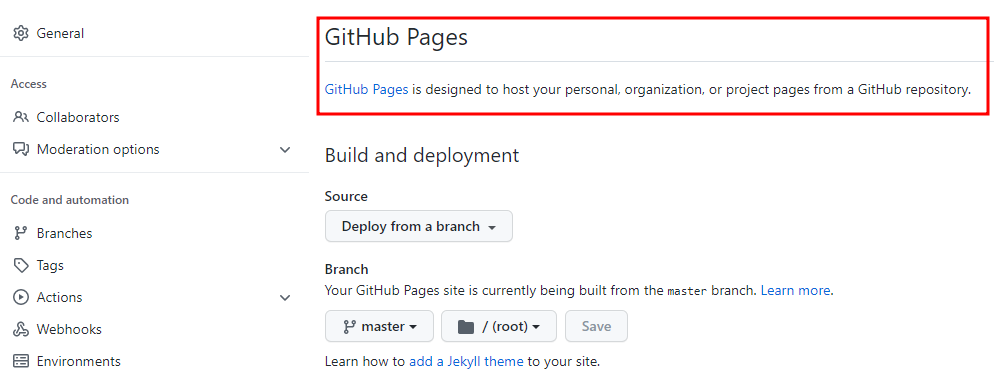 General
Access
Collaborators
Moderation options
Code and automation
Branches
Tags
Actions
Webhooks
Environments
GitHub Pages
GitHub Pages is designed to host your personal, organization, or project pages from a GitHub repository.
Build and deployment
Source
Deploy from a branch
Branch
Your GitHub Pages site is currently being built from the master branch. Learn more.
master / (root) Save
Learn how to add a Jekyll theme to your site.